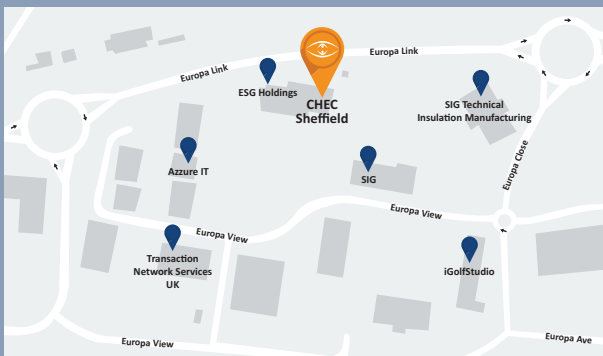 Europa Link
Europa Link
ESG Holdings
CHEC
Sheffield
SIG Technical
Insulation Manufacturing
Europa Close
Azzure IT
SIG
Europa View
Europa View
Transaction
Network Services
UK
iGolfStudio
Europa View
Europa Ave